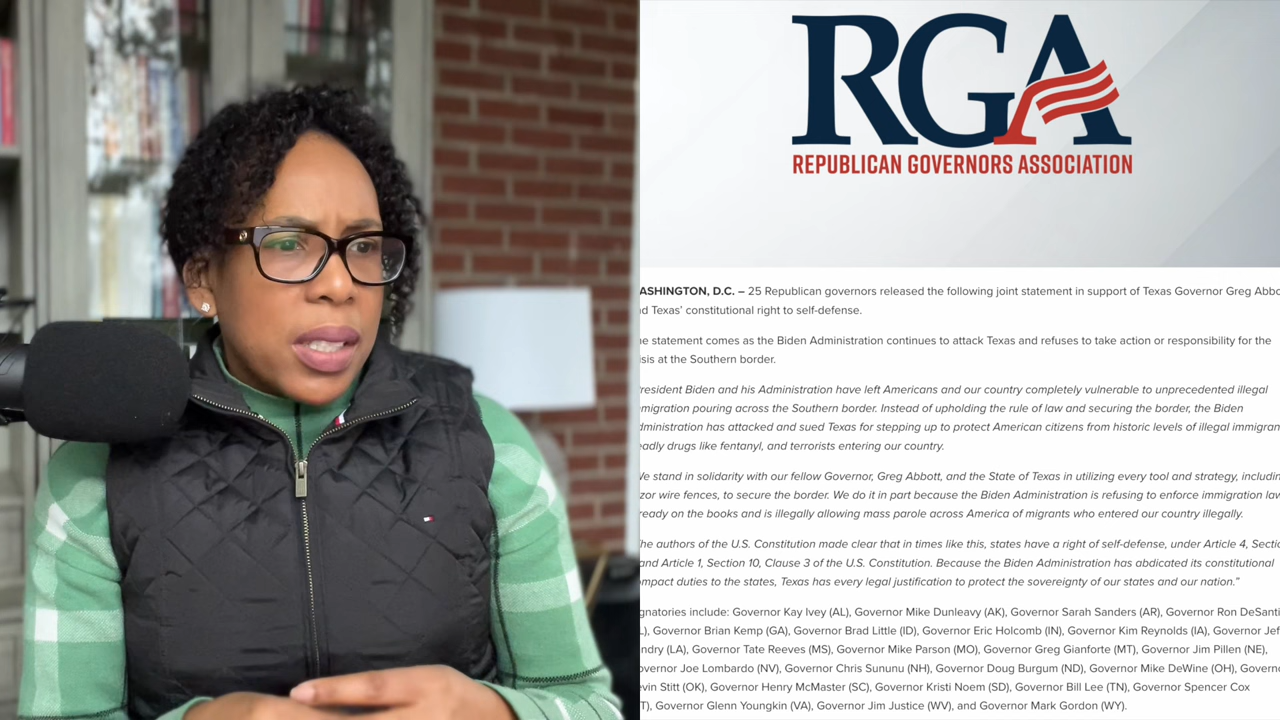 RGA
REPUBLICAN GOVERNORS ASSOCIATION
ASHINGTON, D.C. – 25 Republican governors released the following joint statement in support of Texas Governor Greg Abbo
nd Texas’ constitutional right to self-defense.
e statement comes as the Biden Administration continues to attack Texas and refuses to take action or responsibility for the
isis at the Southern border.
resident Biden and his Administration have left Americans and our country completely vulnerable to unprecedented illegal
migration pouring across the Southern border. Instead of upholding the rule of law and securing the border, the Biden
dministration has attacked and sued Texas for stepping up to protect American citizens from historic levels of illegal immigran
eadly drugs like fentanyl, and terrorists entering our country.
e stand in solidarity with our fellow Governor, Greg Abbott, and the State of Texas in utilizing every tool and strategy, includin
zor wire fences, to secure the border. We do it in part because the Biden Administration is refusing to enforce immigration law
ready on the books and is illegally allowing mass parole across America of migrants who entered our country illegally.
he authors of the U.S. Constitution made clear that in times like this, states have a right of self-defense, under Article 4, Sectio
and Article 1, Section 10, Clause 3 of the U.S. Constitution. Because the Biden Administration has abdicated its constitutional
mpact duties to the states, Texas has every legal justification to protect the sovereignty of our states and our nation.”
gnatories include: Governor Kay Ivey (AL), Governor Mike Dunleavy (AK), Governor Sarah Sanders (AR), Governor Ron DeSanti
L), Governor Brian Kemp (GA), Governor Brad Little (ID), Governor Eric Holcomb (IN), Governor Kim Reynolds (IA), Governor Jef
ndry (LA), Governor Tate Reeves (MS), Governor Mike Parson (MO), Governor Greg Gianforte (MT), Governor Jim Pillen (NE),
overnor Joe Lombardo (NV), Governor Chris Sununu (NH), Governor Doug Burgum (ND), Governor Mike DeWine (OH), Governo
evin Stitt (OK), Governor Henry McMaster (SC), Governor Kristi Noem (SD), Governor Bill Lee (TN), Governor Spencer Cox
T), Governor Glenn Youngkin (VA), Governor Jim Justice (WV), and Governor Mark Gordon (WY).